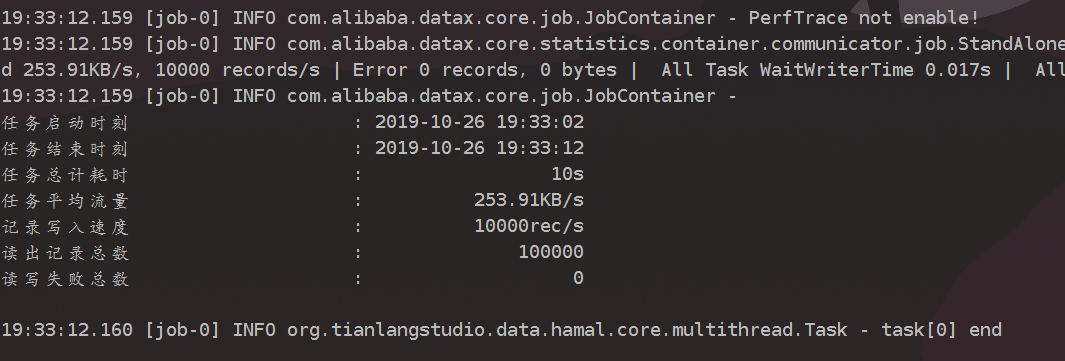 19:33:12.159 [job-0] INFO com.alibaba.datax.core.job.JobContainer - PerfTrace not enable!
19:33:12.159 [job-0] INFO com.alibaba.datax.core.statistics.container.communicator.job.StandAlone
d 253.91KB/s, 10000 records/s | Error 0 records, 0 bytes |  All Task WaitWriterTime 0.017s |  All
19:33:12.159 [job-0] INFO com.alibaba.datax.core.job.JobContainer -
任务启动时刻                    : 2019-10-26 19:33:02
任务结束时刻                    : 2019-10-26 19:33:12
任务总计耗时                    :                 10s
任务平均流量                    :          253.91KB/s
记录写入速度                    :          10000rec/s
读出记录总数                    :              100000
读写失败总数                    :                   0
19:33:12.160 [job-0] INFO org.tianlangstudio.data.hamal.core.multithread.Task - task[0] end